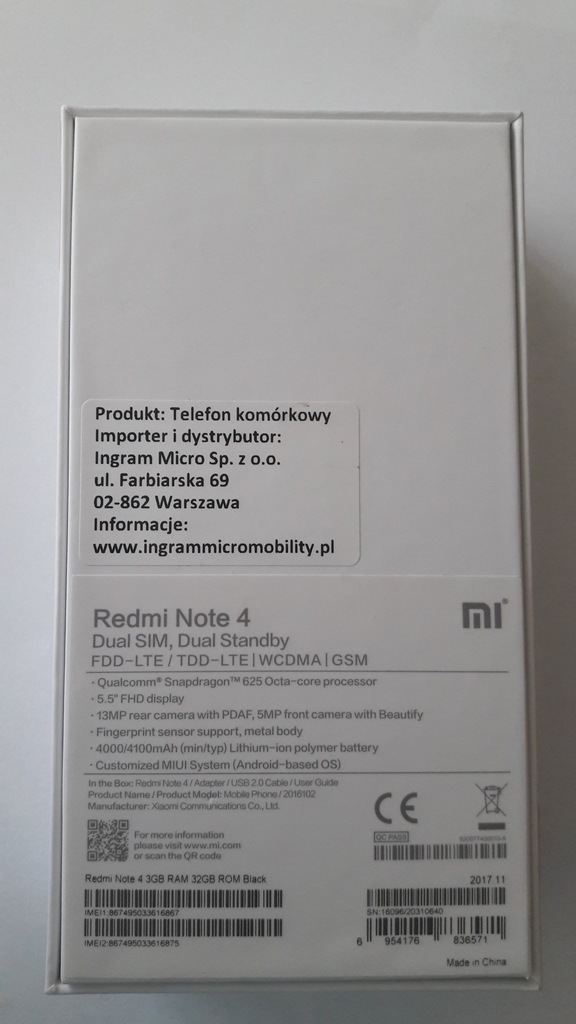 Produkt: Telefon komórkowy
Importer i dystrybutor:
Ingram Micro Sp. z o.o.
ul. Farbiarska 69
02-862 Warszawa
Informacje:
www.ingrammicromobility.pl
Redmi Note 4
mi®
Dual SIM, Dual Standby
FDD-LTE / TDD-LTE | WCDMA | GSM
· Qualcomm® Snapdragon™ 625 Octa-core processor
· 5.5" FHD display
· 13MP rear camera with PDAF, 5MP front camera with Beautify
· Fingerprint sensor support, metal body
· 4000/4100mAh (min/typ) Lithium-ion polymer battery
· Customized MIUI System (Android-based OS)
In the Box: Redmi Note 4 / Adapter / USB 2.0 Cable / User Guide
Product Name / Product Model: Mobile Phone / 2016102
Manufacturer: Xiaomi Communications Co., Ltd.
CE
QC PASS
For more information
please visit www.mi.com
or scan the QR code
Redmi Note 4 3GB RAM 32GB ROM Black
2017.11
IMEI1:867495033616867
SN:16096/20310640
IMEI2:867495033616875
6 954176 836571
Made in China